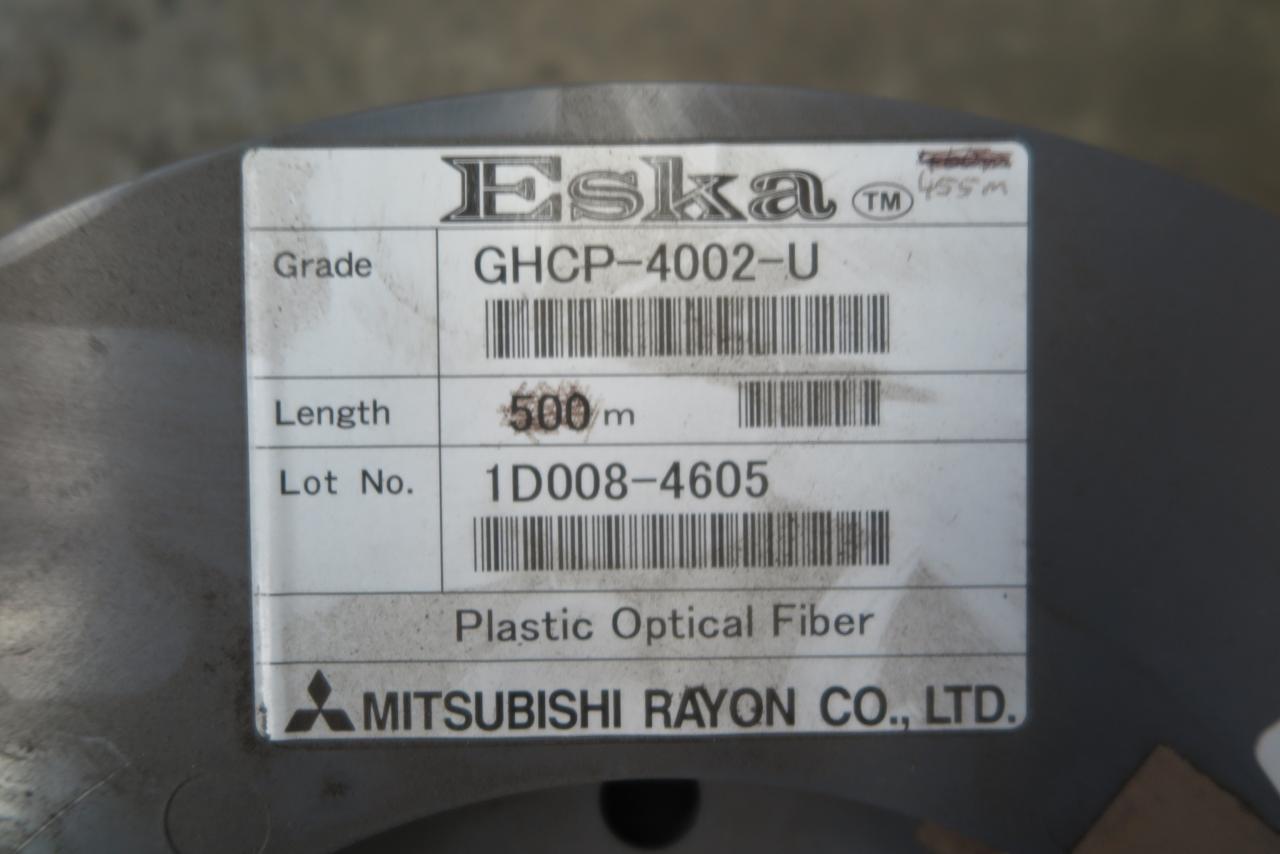 Eska TM
455m
Grade GHCP-4002-U
Length 500 m
Lot No. 1D008-4605
Plastic Optical Fiber
MITSUBISHI RAYON CO., LTD.